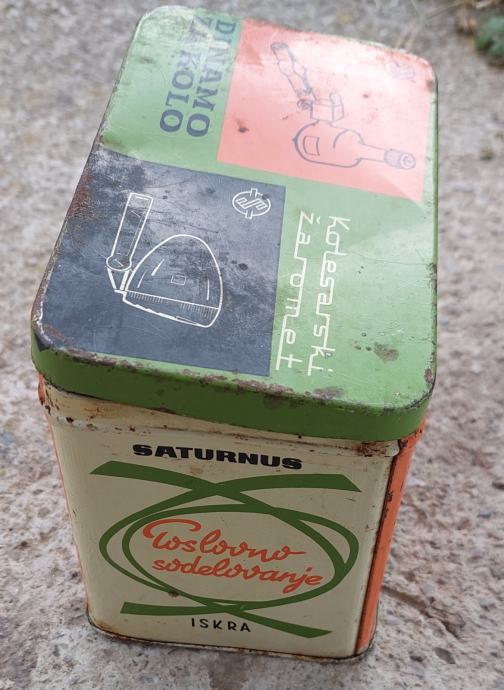 DINAMO
ZA KOLO
kolesarski
žaromet
SATURNUS
Poslovno
sodelovanje
ISKRA